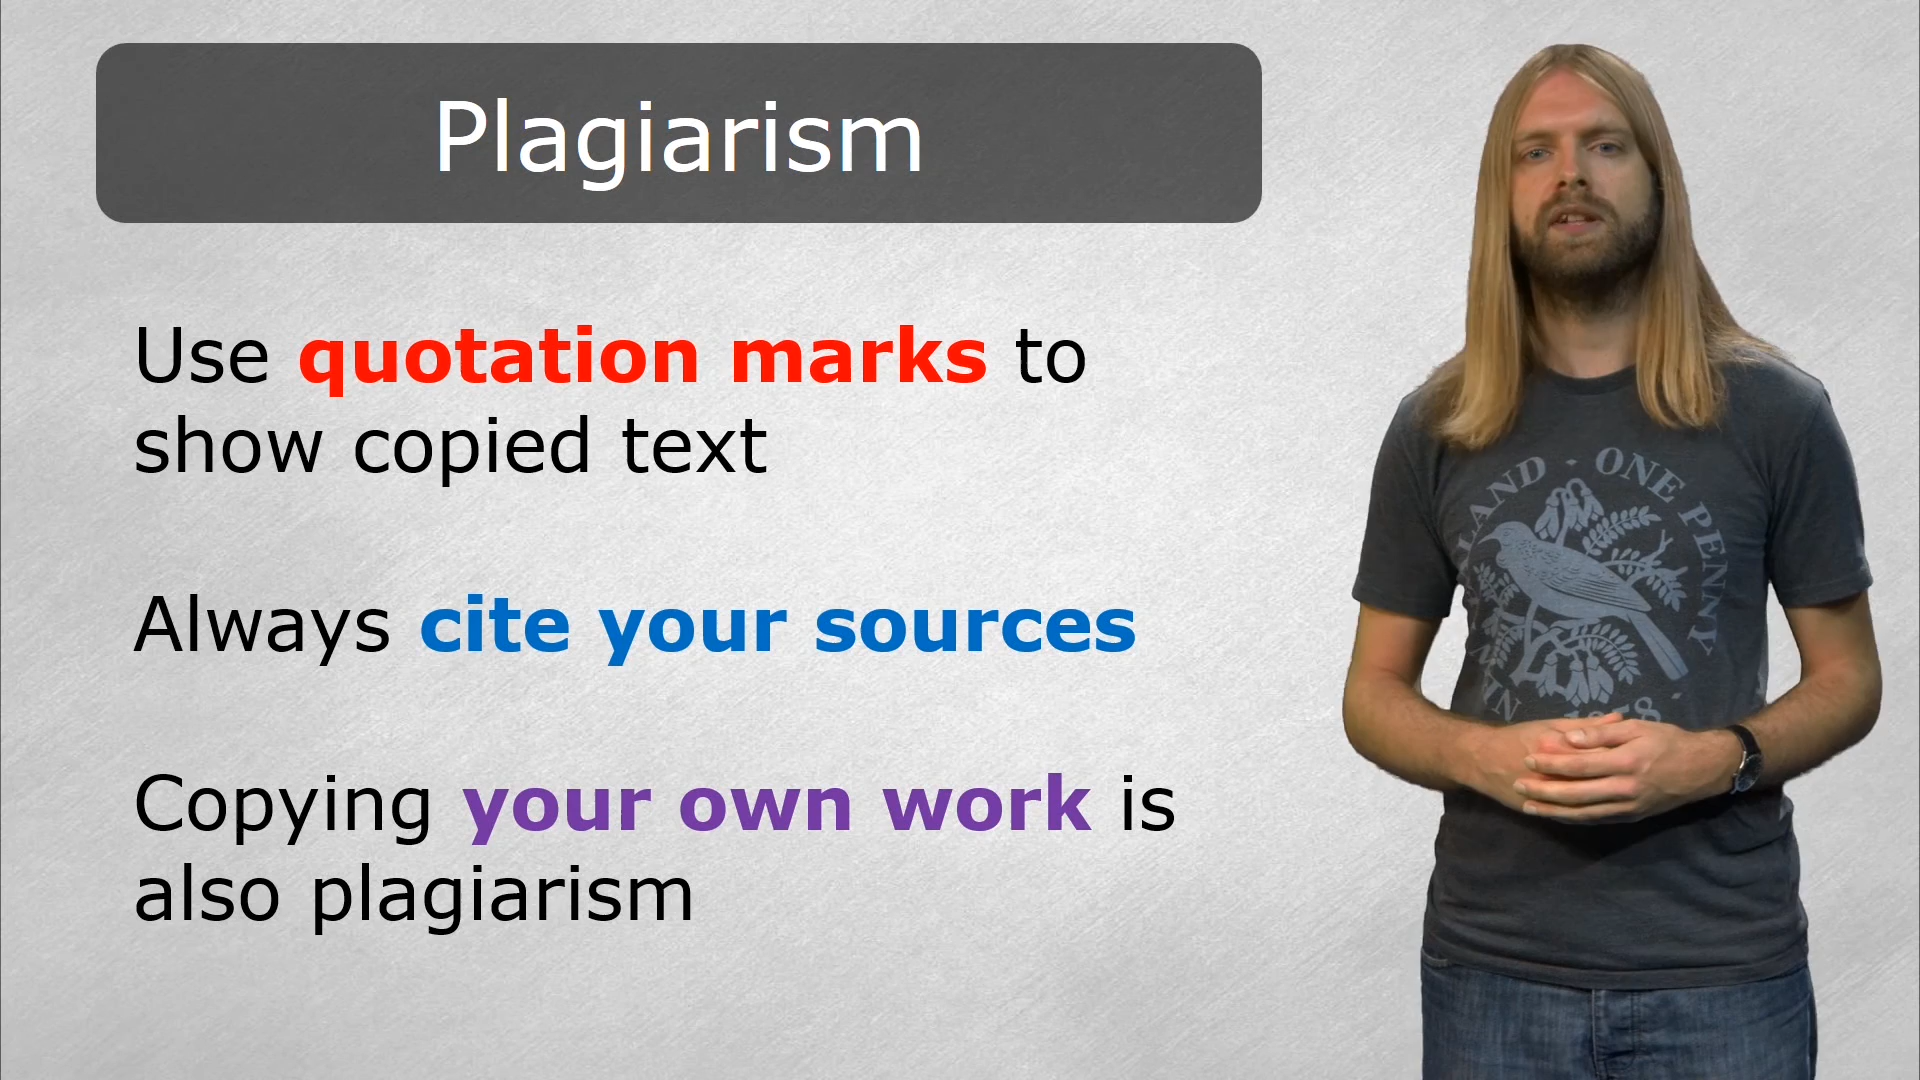 Plagiarism
Use quotation marks to
show copied text
Always cite your sources
Copying your own work is
also plagiarism
LAND · ONE PENNY